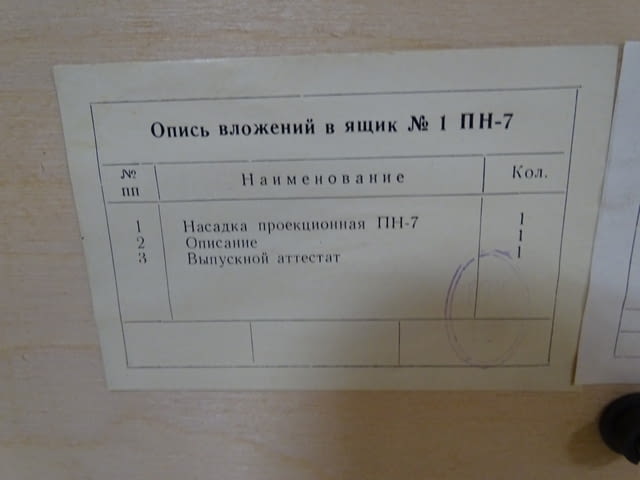 Опись вложений в ящик № 1 ПН-7
№ пп Наименование Кол.
1 Насадка проекционная ПН-7 1
2 Описание 1
3 Выпускной аттестат 1